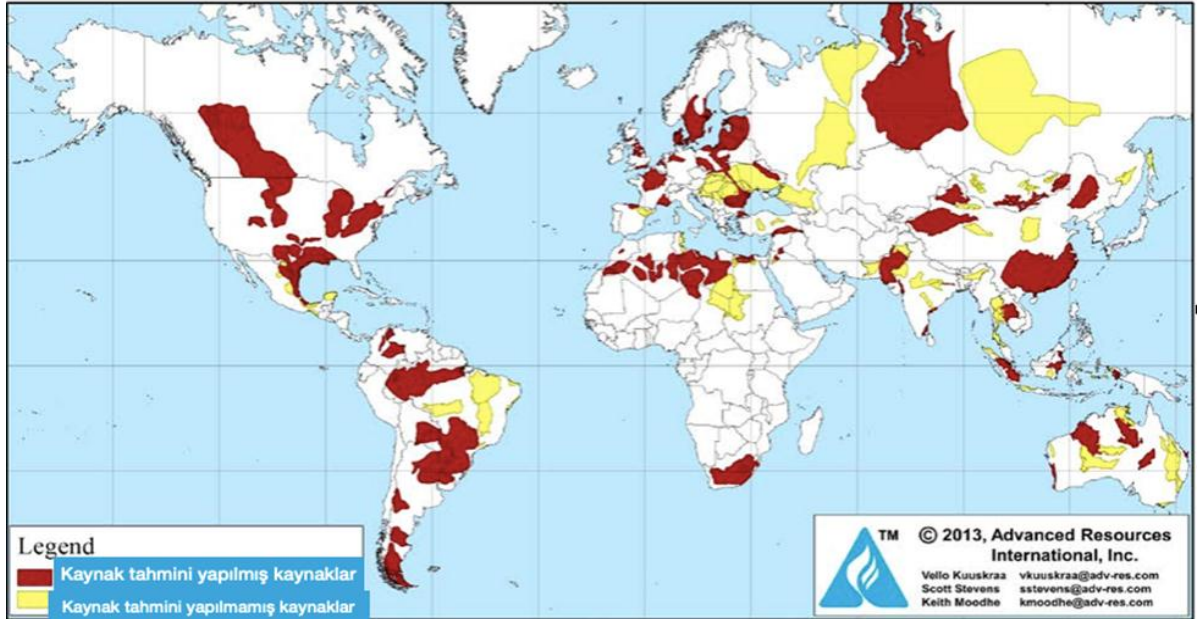 Legend
Kaynak tahmini yapılmış kaynaklar
Kaynak tahmini yapılmamış kaynaklar
TM
© 2013, Advanced Resources
International, Inc.
Vello Kuuskraa vkuuskraa@adv-res.com
Scott Stevens sstevens@adv-res.com
Keith Moodhe kmoodhe@adv-res.com